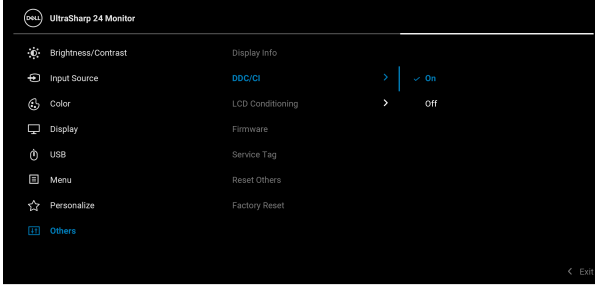 DELL UltraSharp 24 Monitor
Brightness/Contrast Display Info
Input Source DDC/CI On
Color LCD Conditioning Off
Display Firmware
USB Service Tag
Menu Reset Others
Personalize Factory Reset
Others
Exit